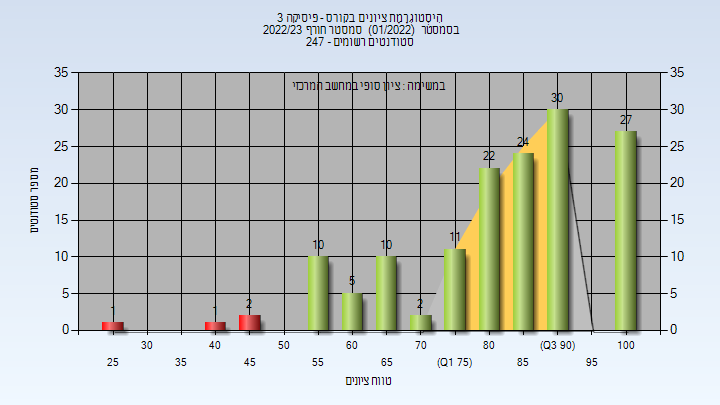 היסטוגרמת ציונים בקורס - פיסיקה 3
בסמסטר (01/2022) סמסטר חורף 2022/23
סטודנטים רשומים - 247
במשימה : ציון סופי במחשב המרכזי
35 35
30 30
25 25
20 20
15 15
10 10
5 5
0 0
1 1 2 10 5 10 2 11 22 24 30 27
מספר סטודנטים
30 40 50 60 70 80 (Q3 90) 100
25 35 45 55 65 (Q1 75) 85 95
טווח ציונים